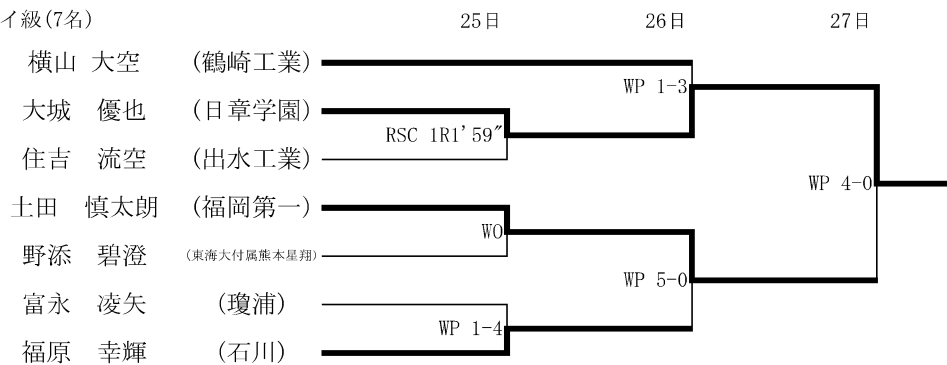 イ級(7名) 25日 26日 27日
横山 大空 (鶴崎工業)
WP 1-3
大城 優也 (日章学園)
RSC 1R1'59"
住吉 流空 (出水工業)
WP 4-0
土田 慎太朗 (福岡第一)
WO
野添 碧澄 (東海大付属熊本星翔)
WP 5-0
富永 凌矢 (瓊浦)
WP 1-4
福原 幸輝 (石川)